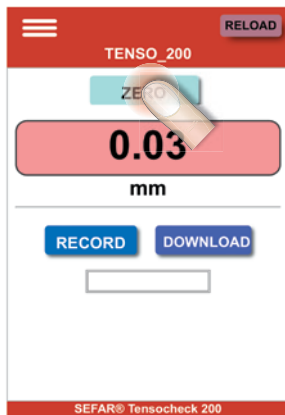 RELOAD
TENSO_200
ZERO
0.03
mm
RECORD DOWNLOAD
SEFAR® Tensocheck 200